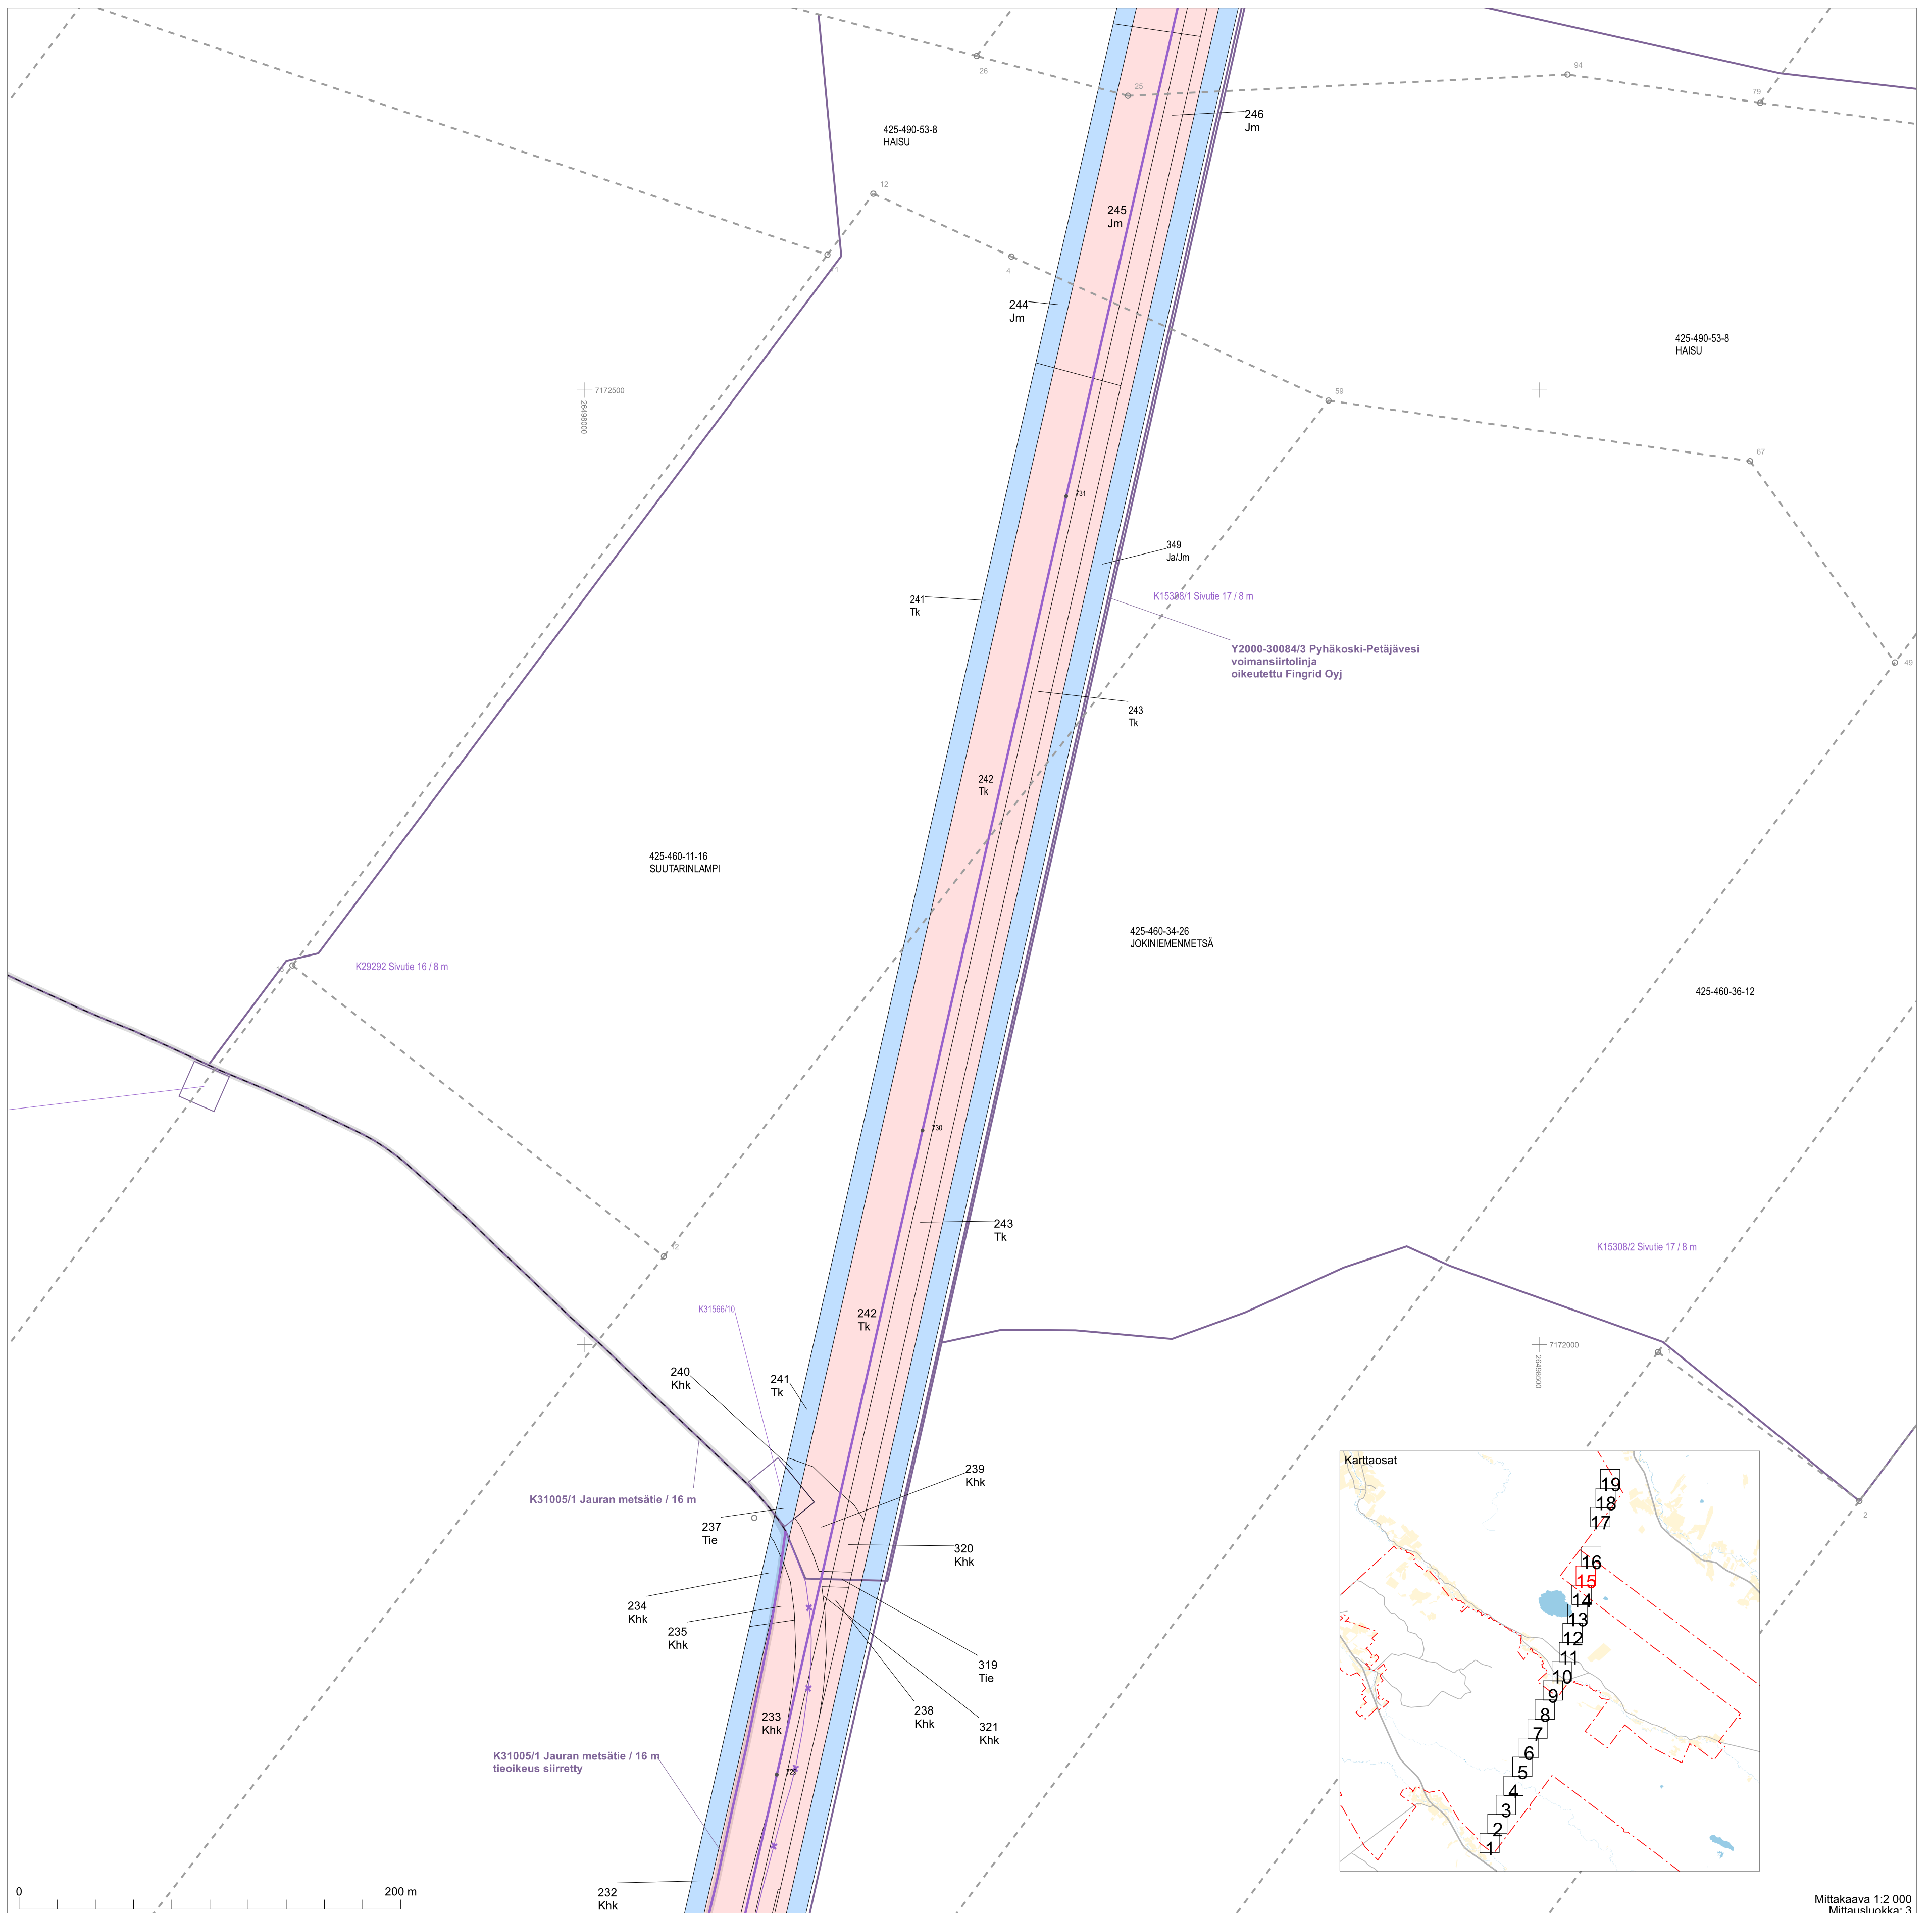 26
25
94
79
425-490-53-8
HAISU
246
Jm
12
245
Jm
4
11
244
Jm
425-490-53-8
HAISU
7172500
26498000
59
67
731
349
Ja/Jm
241
Tk
K15308/1 Sivutie 17 / 8 m
Y2000-30084/3 Pyhäkoski-Petäjävesi
voimansiirtolinja
oikeutettu Fingrid Oyj
49
243
Tk
242
Tk
425-460-11-16
SUUTARINLAMPI
425-460-34-26
JOKINIEMENMETSÄ
K29292 Sivutie 16 / 8 m
425-460-36-12
730
243
Tk
12
K15308/2 Sivutie 17 / 8 m
K31566/10
242
Tk
7172000
26498500
1
240
Khk
241
Tk
239
Khk
K31005/1 Jauran metsätie / 16 m
237
Tie
320
Khk
2
234
Khk
235
Khk
319
Tie
233
Khk
238
Khk
321
Khk
K31005/1 Jauran metsätie / 16 m
tieoikeus siirretty
729
232
Khk
Karttaosat
19
18
17
16
15
14
13
12
11
10
9
8
7
6
5
4
3
2
1
0
200 m
Mittakaava 1:2 000
Mittausluokka: 3